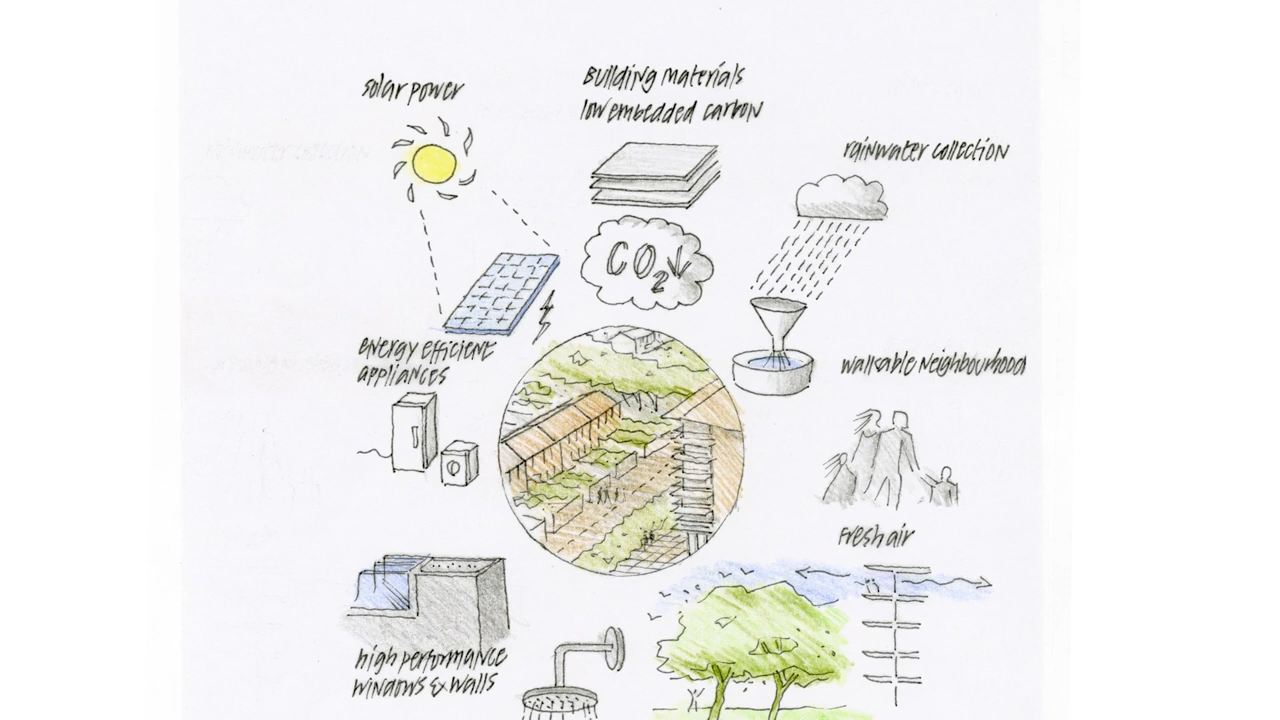 solar power
Building materials
low embedded carbon
rainwater collection
CO2↓
energy efficient
appliances
walkable neighbourhood
Fresh air
high performance
windows & walls